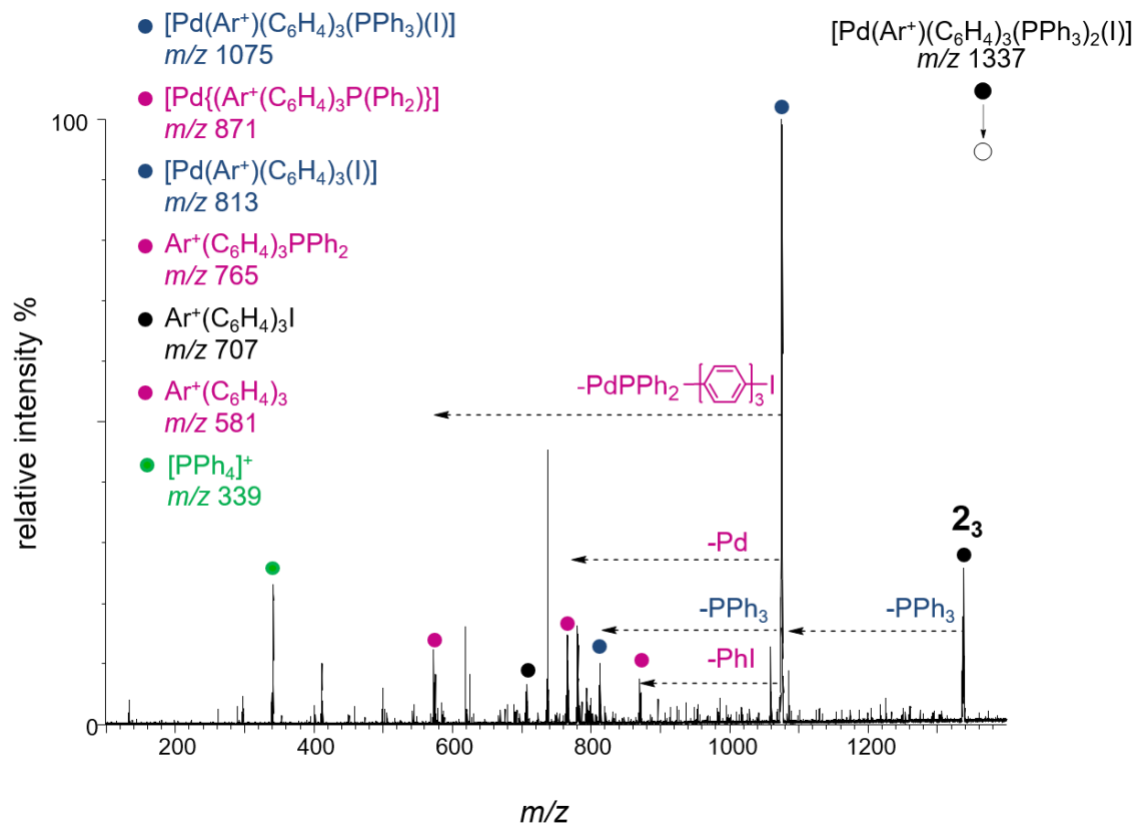 [Pd(Ar⁺)(C₆H₄)₃(PPh₃)(I)]
m/z 1075
[Pd{(Ar⁺(C₆H₄)₃P(Ph₂)}]
m/z 871
[Pd(Ar⁺)(C₆H₄)₃(I)]
m/z 813
Ar⁺(C₆H₄)₃PPh₂
m/z 765
Ar⁺(C₆H₄)₃I
m/z 707
Ar⁺(C₆H₄)₃
m/z 581
[PPh₄]⁺
m/z 339
[Pd(Ar⁺)(C₆H₄)₃(PPh₃)₂(I)]
m/z 1337
100
relative intensity %
-PdPPh₂ [ ]₃ I
2₃
-Pd
-PPh₃
-PPh₃
-PhI
0
200
400
600
800
1000
1200
m/z